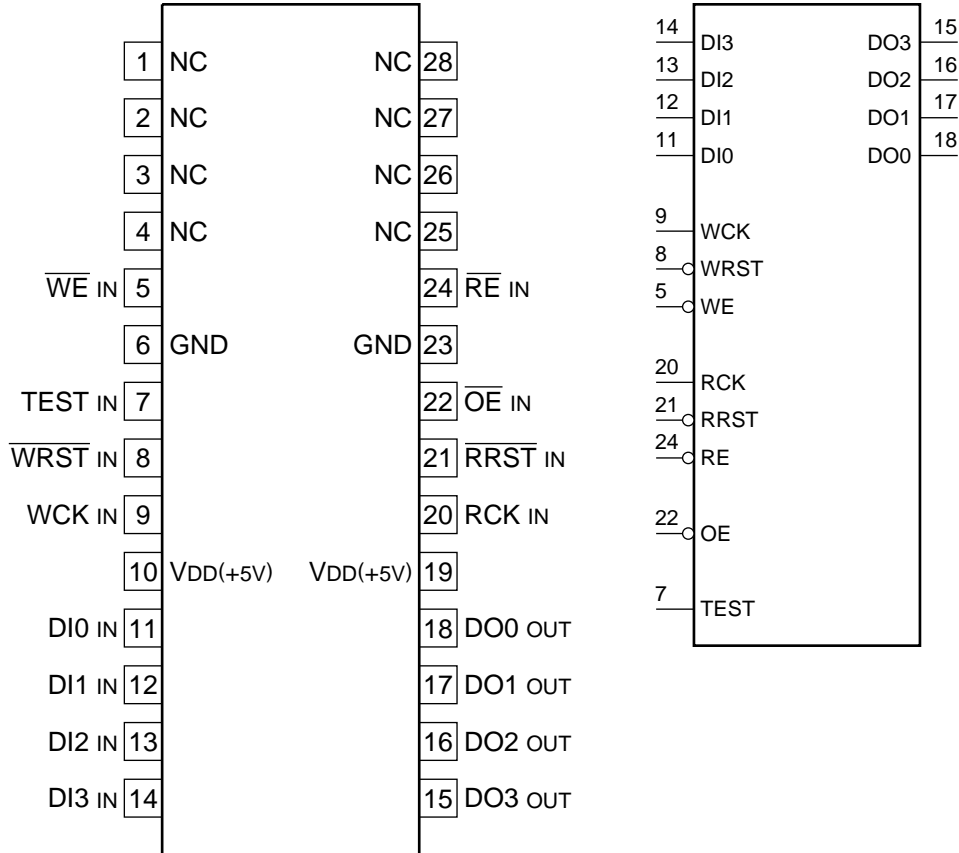 1 NC NC 28
2 NC NC 27
3 NC NC 26
4 NC NC 25
WE IN 5 24 RE IN
6 GND GND 23
TEST IN 7 22 OE IN
WRST IN 8 21 RRST IN
WCK IN 9 20 RCK IN
10 VDD(+5V) VDD(+5V) 19
DI0 IN 11 18 DO0 OUT
DI1 IN 12 17 DO1 OUT
DI2 IN 13 16 DO2 OUT
DI3 IN 14 15 DO3 OUT
14 DI3 DO3 15
13 DI2 DO2 16
12 DI1 DO1 17
11 DI0 DO0 18
9 WCK
8 WRST
5 WE
20 RCK
21 RRST
24 RE
22 OE
7 TEST